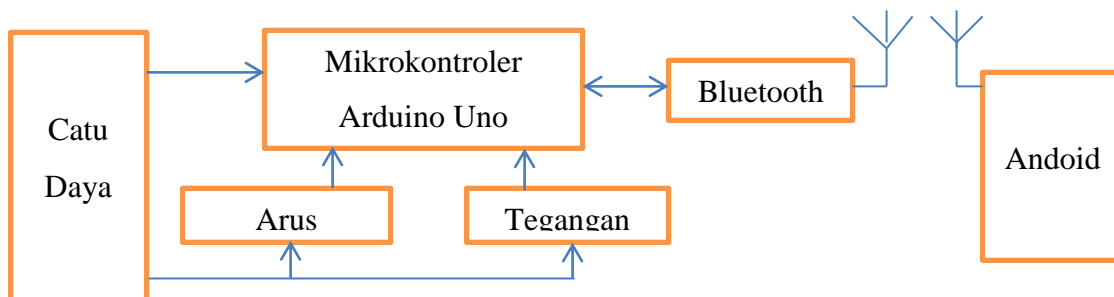 Catu
Daya
Mikrokontroler
Arduino Uno
Bluetooth
Andoid
Arus
Tegangan